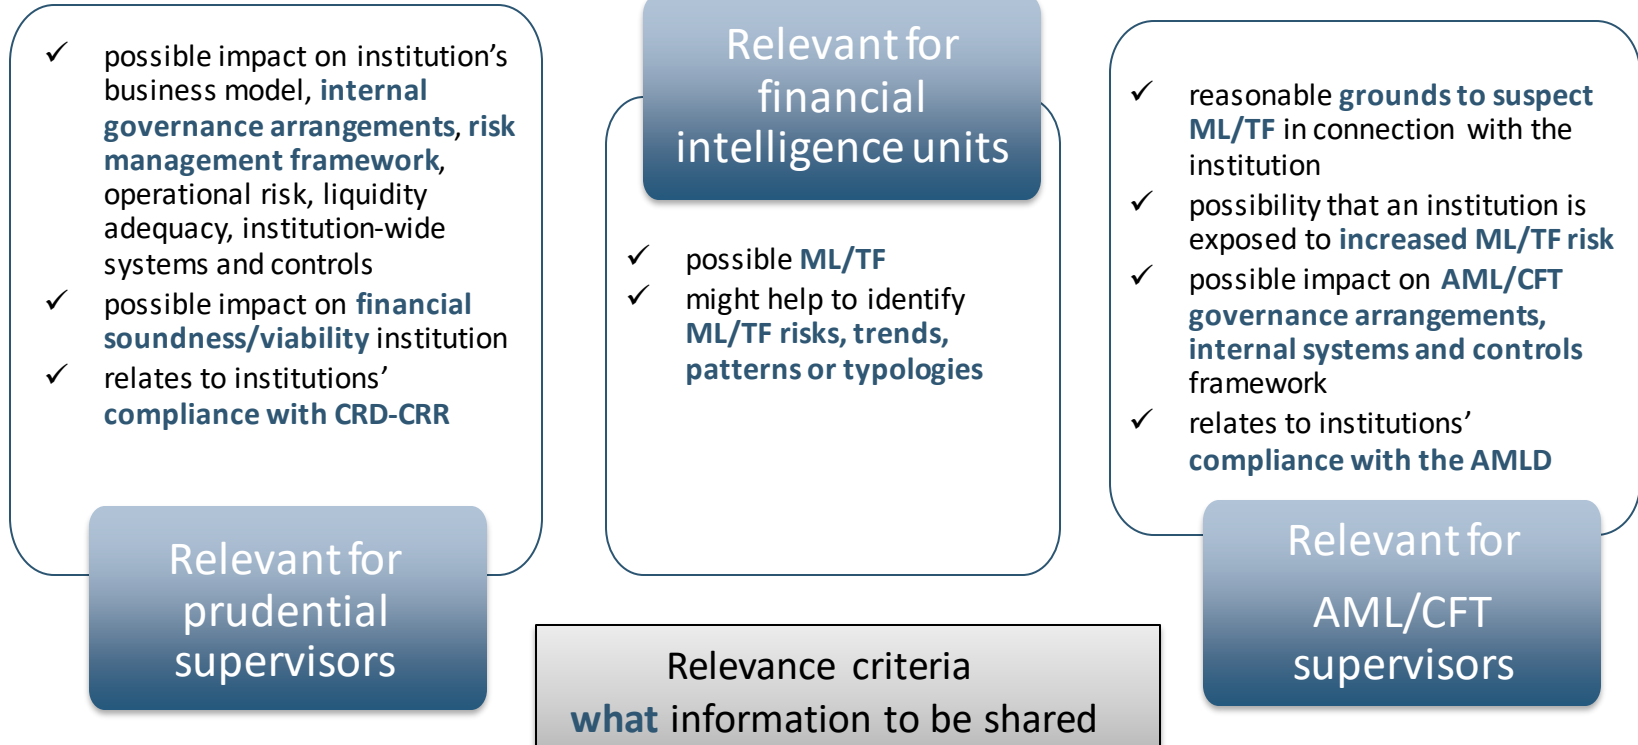 ✓ possible impact on institution’s
business model, internal
governance arrangements, risk
management framework,
operational risk, liquidity
adequacy, institution-wide
systems and controls
✓ possible impact on financial
soundness/viability institution
✓ relates to institutions’
compliance with CRD-CRR
Relevant for
prudential
supervisors
Relevant for
financial
intelligence units
✓ possible ML/TF
✓ might help to identify
ML/TF risks, trends,
patterns or typologies
✓ reasonable grounds to suspect
ML/TF in connection with the
institution
✓ possibility that an institution is
exposed to increased ML/TF risk
✓ possible impact on AML/CFT
governance arrangements,
internal systems and controls
framework
✓ relates to institutions’
compliance with the AMLD
Relevant for
AML/CFT
supervisors
Relevance criteria
what information to be shared